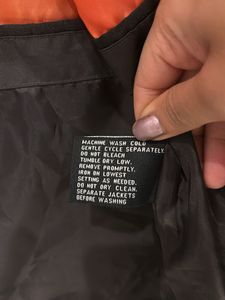 MACHINE WASH COLD
GENTLE CYCLE SEPARATELY.
DO NOT BLEACH
TUMBLE DRY LOW.
REMOVE PROMPTLY.
IRON ON LOWEST
SETTING AS NEEDED.
DO NOT DRY CLEAN.
SEPARATE JACKETS
BEFORE WASHING